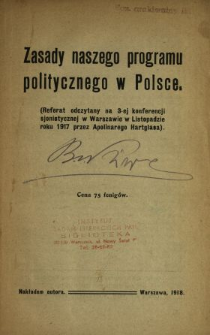 Zasady naszego programu
politycznego w Polsce.
(Referat odczytany na 3-ej konferencji
sjonistycznej w Warszawie w Listopadzie
roku 1917 przez Apolinarego Hartglasa).
Cena 75 fenigów.
BIBLIOTEKA
Nakładem autora. Warszawa, 1918.